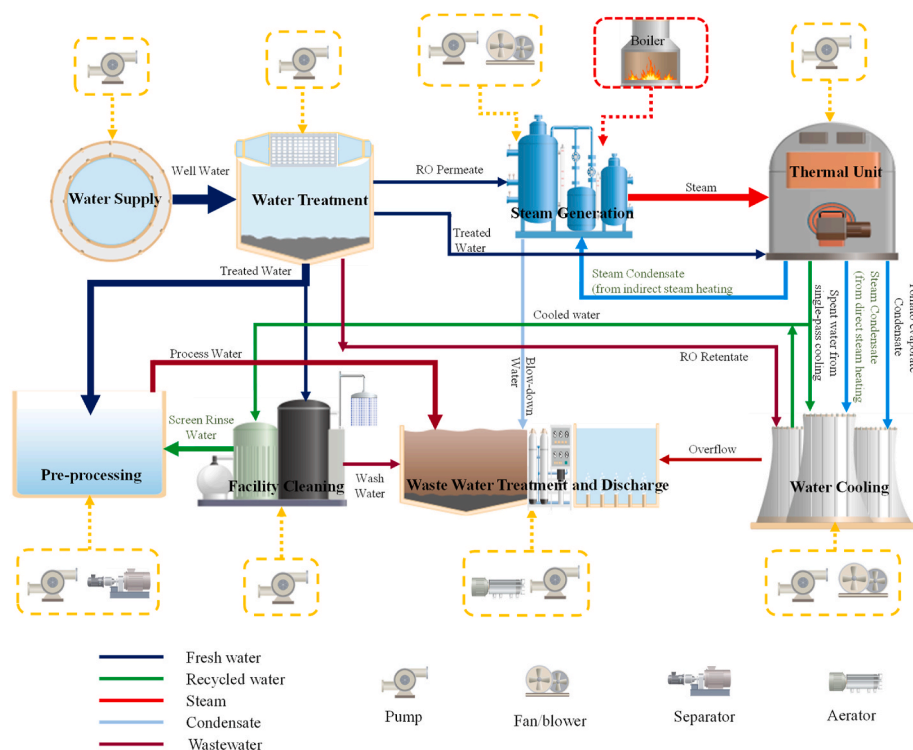 Boiler
Well Water
Water Supply
Water Treatment
RO Permeate
Steam Generation
Steam
Thermal Unit
Treated
Water
Treated Water
Steam Condensate
(from indirect steam heating
Spent water from
single-pass cooling
Steam Condensate
(from direct steam heating
Condensate
Cooled water
Process Water
RO Retentate
Blow-down
Water
Screen Rinse
Water
Pre-processing
Facility Cleaning
Wash
Water
Waste Water Treatment and Discharge
Overflow
Water Cooling
Fresh water
Recycled water
Steam
Condensate
Wastewater
Pump
Fan/blower
Separator
Aerator